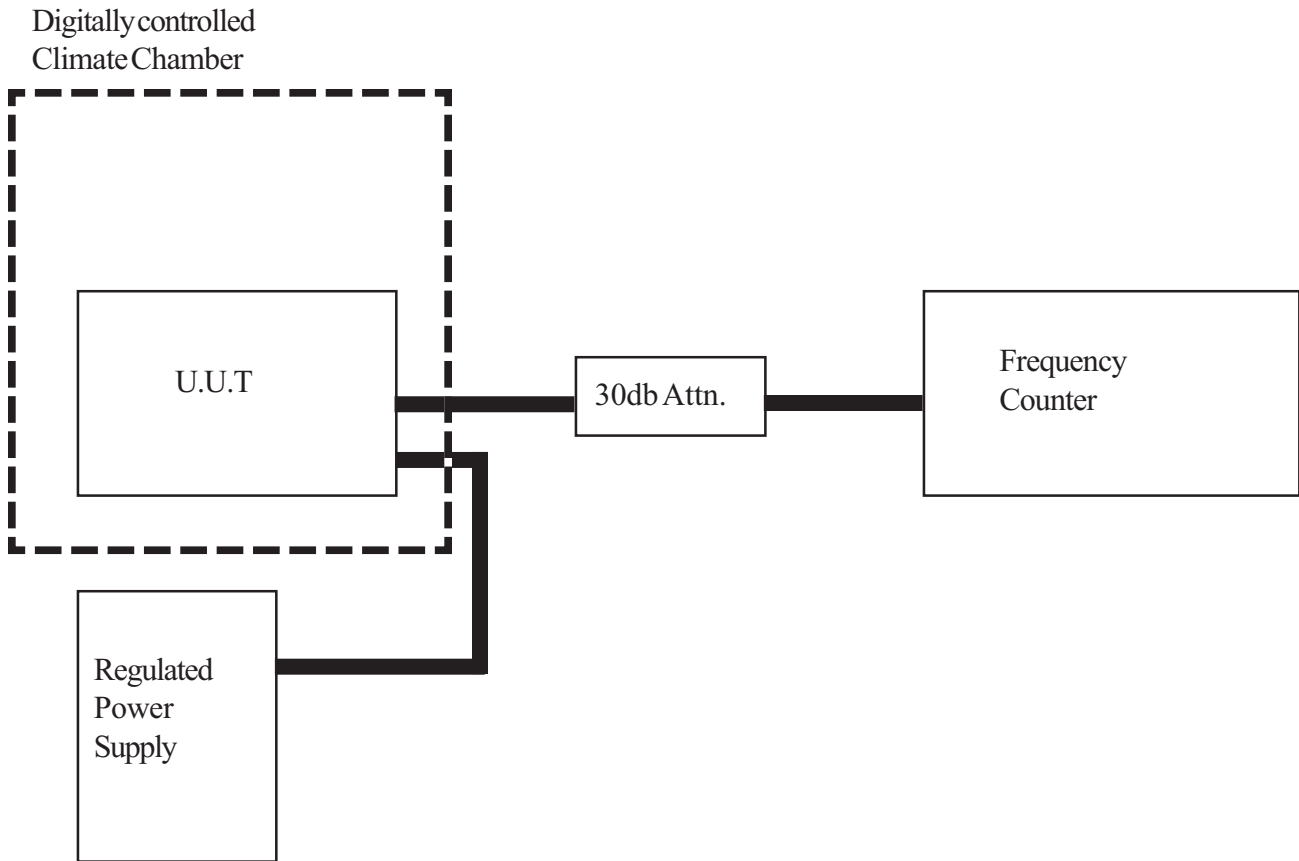 Digitally controlled
Climate Chamber
U.U.T
30db Attn.
Frequency
Counter
Regulated
Power
Supply